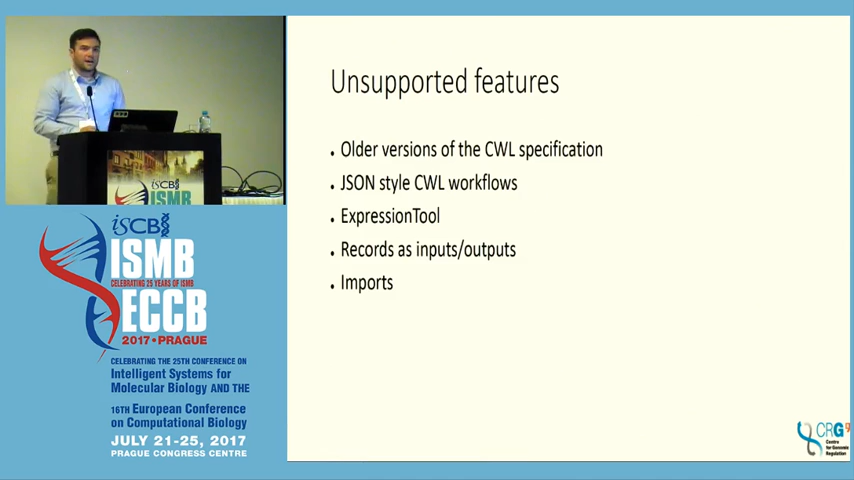 Unsupported features
Older versions of the CWL specification
JSON style CWL workflows
ExpressionTool
Records as inputs/outputs
Imports
iSCB
ISMB
iSCB
ISMB
CELEBRATING 25 YEARS OF ISMB
ECCB
2017 • PRAGUE
CELEBRATING THE 25TH CONFERENCE ON
Intelligent Systems for
Molecular Biology AND THE
16TH European Conference
on Computational Biology
JULY 21-25, 2017
PRAGUE CONGRESS CENTRE
CRG
Centre
for Genomic
Regulation